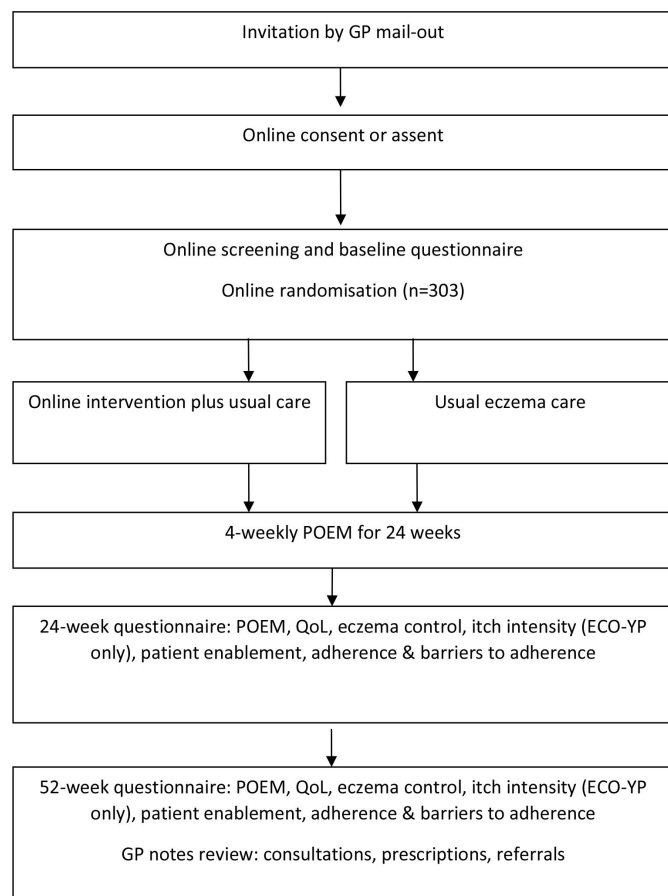 Invitation by GP mail-out
Online consent or assent
Online screening and baseline questionnaire
Online randomisation (n=303)
Online intervention plus usual care
Usual eczema care
4-weekly POEM for 24 weeks
24-week questionnaire: POEM, QoL, eczema control, itch intensity (ECO-YP
only), patient enablement, adherence & barriers to adherence
52-week questionnaire: POEM, QoL, eczema control, itch intensity (ECO-YP
only), patient enablement, adherence & barriers to adherence
GP notes review: consultations, prescriptions, referrals